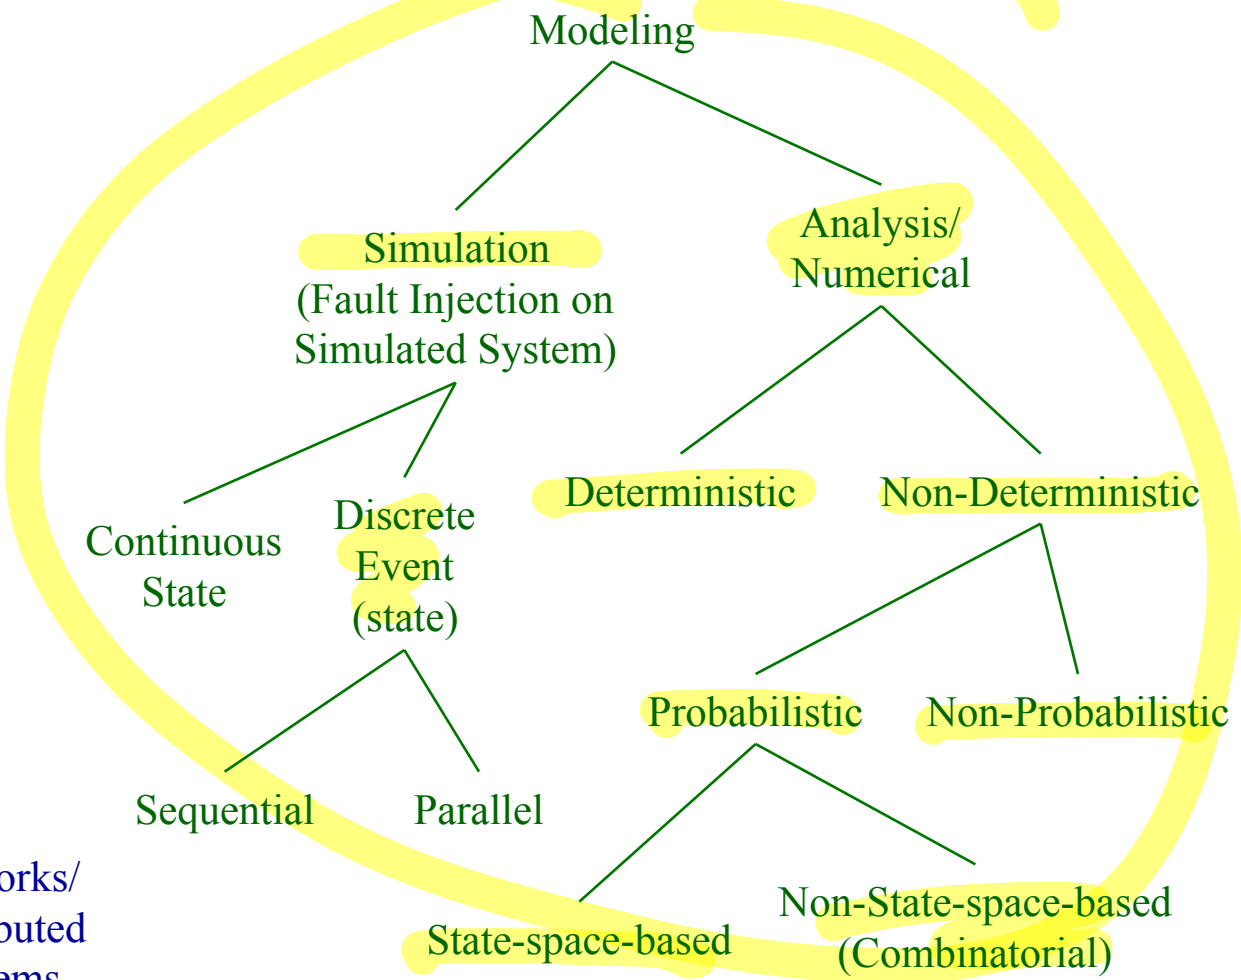 Modeling
Simulation
(Fault Injection on
Simulated System)
Analysis/
Numerical
Continuous
State
Discrete
Event
(state)
Deterministic
Non-Deterministic
Sequential
Parallel
Probabilistic
Non-Probabilistic
State-space-based
Non-State-space-based
(Combinatorial)
orks/
buted
ems